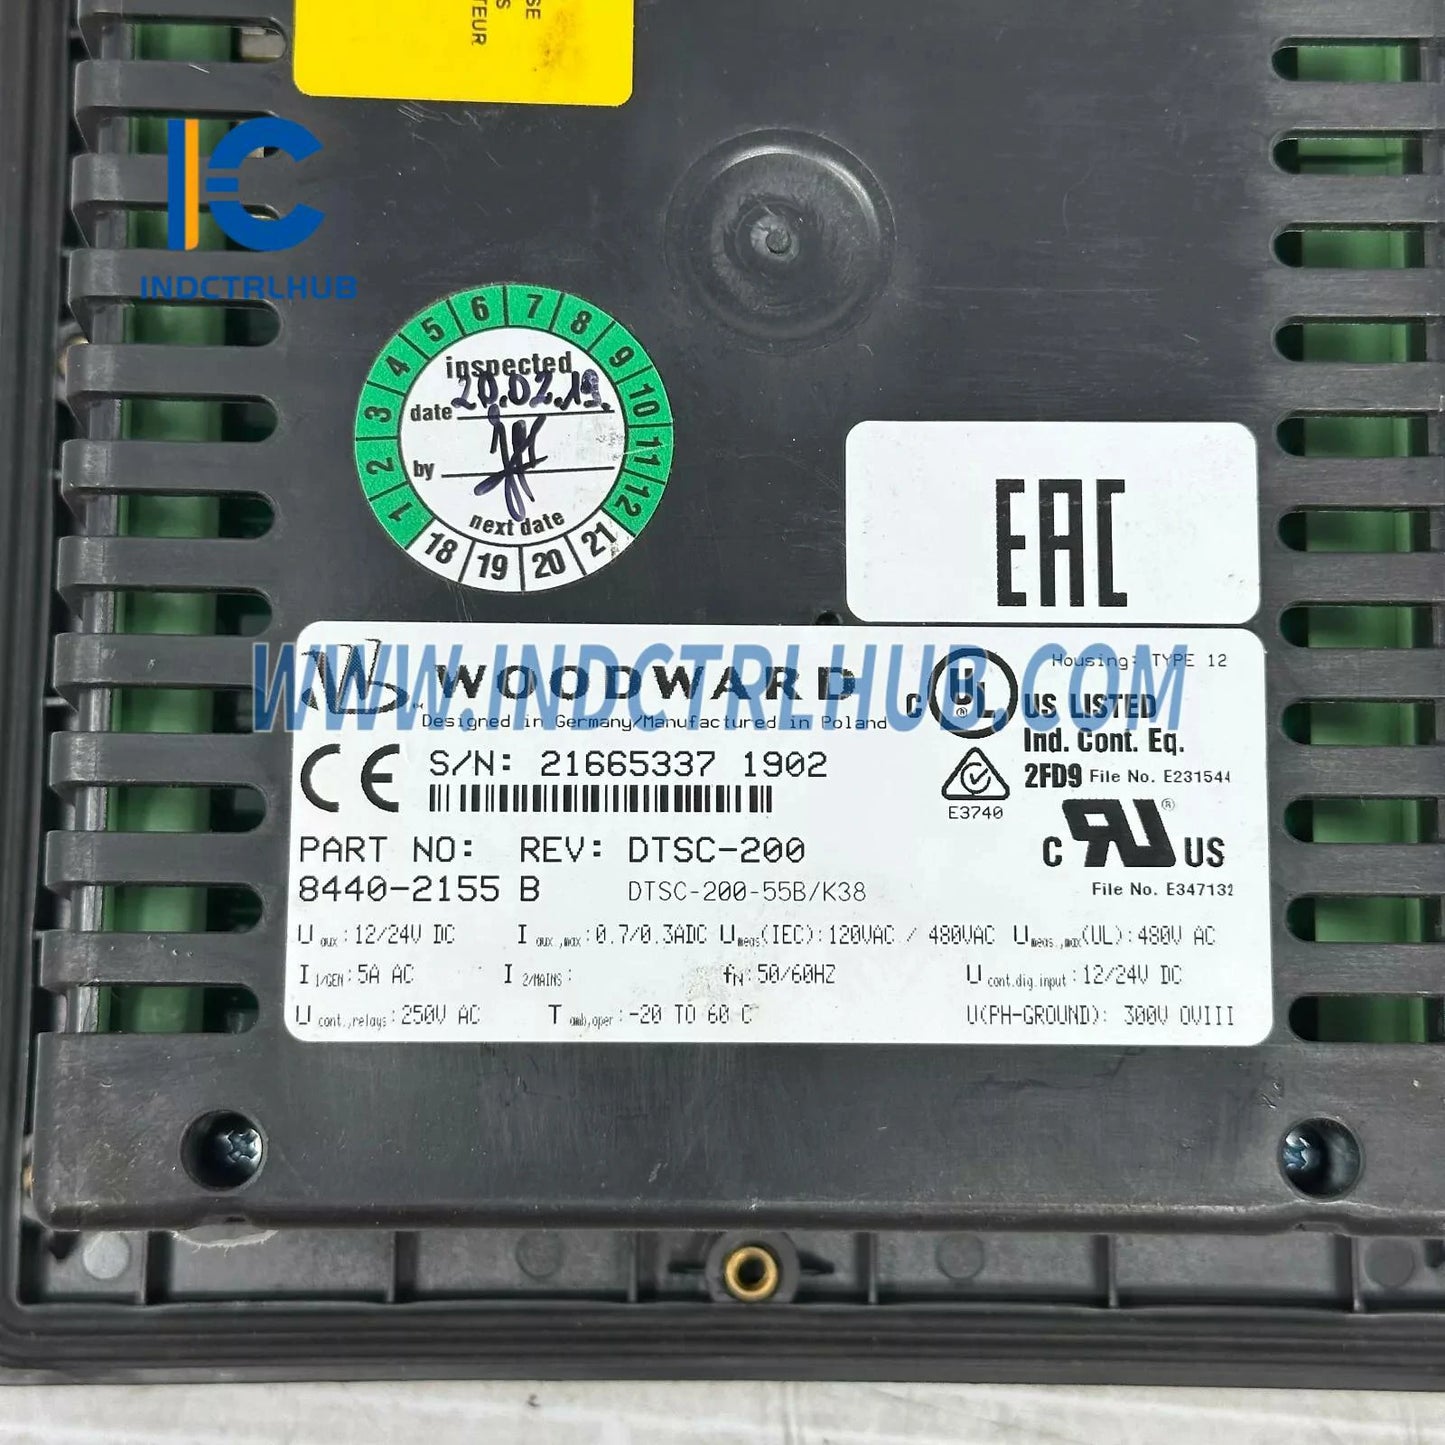 SE
S
TEUR
INDCTRLHUB
1 2 3 4 5 6 7 8 9 10 11 12
inspected
date 20.02.19.
by
next date
18 19 20 21
EAC
WWW.INDCTRLHUB.COM
WOODWARD
Designed in Germany/Manufactured in Poland
Housing: TYPE 12
C UL ® US LISTED
Ind. Cont. Eq.
2FD9 File No. E231544
E3740
CE S/N: 21665337 1902
C RU ® US
File No. E347132
PART NO: REV: DTSC-200
8440-2155 B DTSC-200-55B/K38
U aux: 12/24V DC I aux.,max: 0.7/0.3ADC U meas(IEC): 120VAC / 480VAC U meas.,max(UL): 480V AC
I 1/GEN: 5A AC I 2/MAINS: fN: 50/60HZ U cont.dig.input: 12/24V DC
U cont.,relays: 250V AC T amb,oper: -20 TO 60 C U(PH-GROUND): 300V OVIII